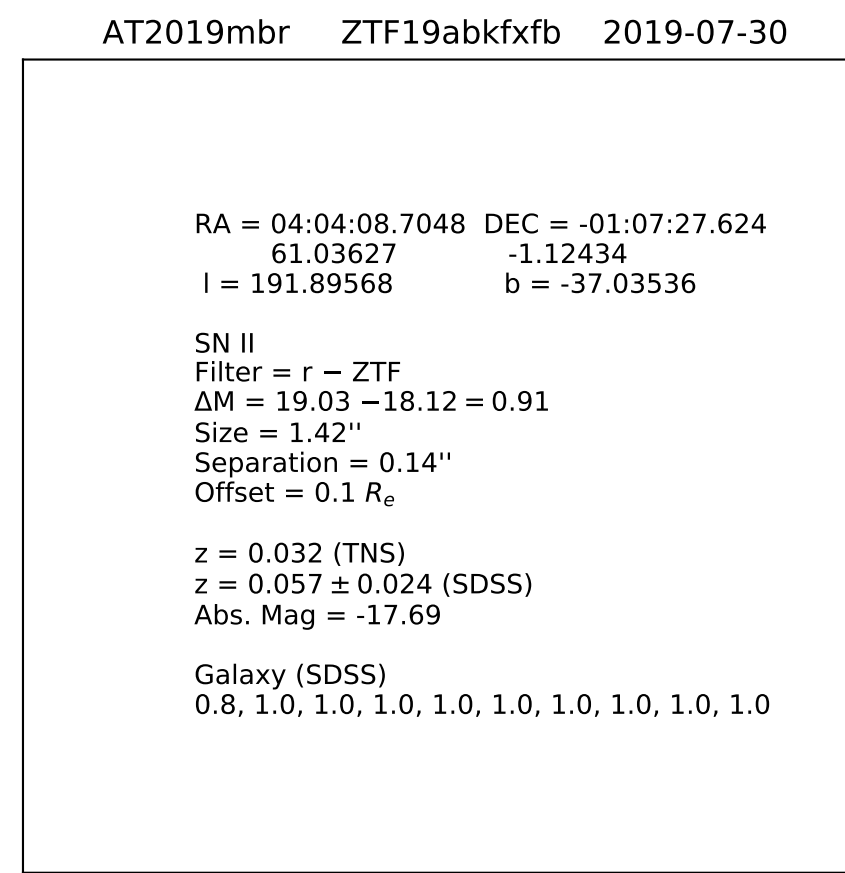 AT2019mbr ZTF19abkfxfb 2019-07-30
RA = 04:04:08.7048 DEC = -01:07:27.624
61.03627 -1.12434
l = 191.89568 b = -37.03536
SN II
Filter = r − ZTF
ΔM = 19.03 −18.12 = 0.91
Size = 1.42''
Separation = 0.14''
Offset = 0.1 Rₑ
z = 0.032 (TNS)
z = 0.057 ± 0.024 (SDSS)
Abs. Mag = -17.69
Galaxy (SDSS)
0.8, 1.0, 1.0, 1.0, 1.0, 1.0, 1.0, 1.0, 1.0, 1.0